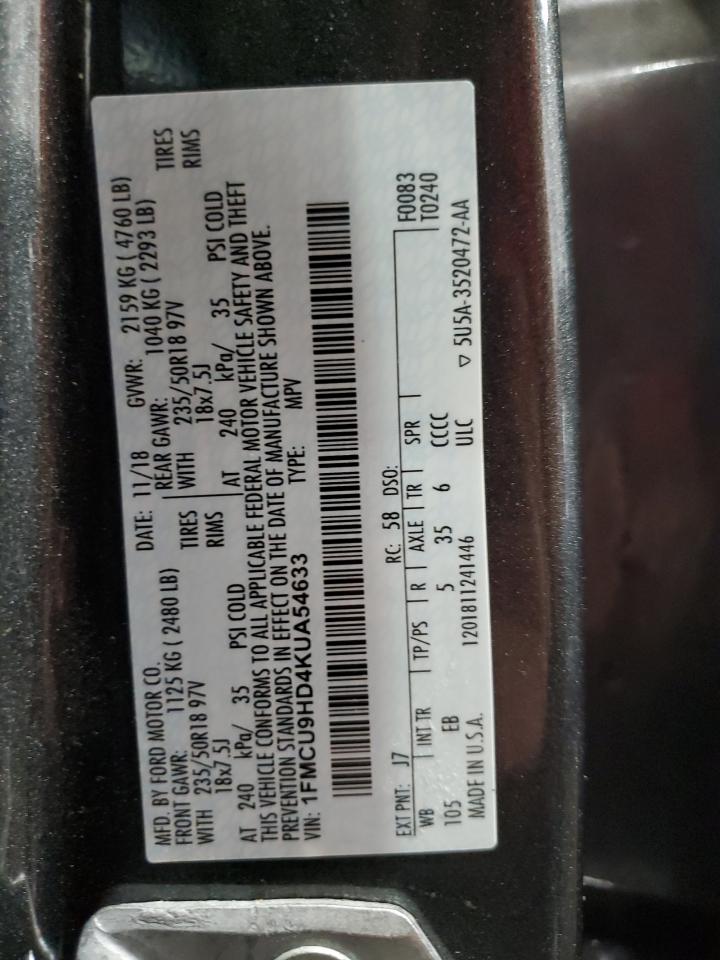 MFD. BY FORD MOTOR CO. DATE: 11/18 GVWR: 2159 KG ( 4760 LB)
FRONT GAWR: 1125 KG ( 2480 LB) REAR GAWR: 1040 KG ( 2293 LB)
WITH 235/50R18 97V TIRES WITH 235/50R18 97V TIRES
18x7.5J RIMS 18x7.5J RIMS
AT 240 kPa/ 35 PSI COLD AT 240 kPa/ 35 PSI COLD
THIS VEHICLE CONFORMS TO ALL APPLICABLE FEDERAL MOTOR VEHICLE SAFETY AND THEFT
PREVENTION STANDARDS IN EFFECT ON THE DATE OF MANUFACTURE SHOWN ABOVE.
VIN: 1FMCU9HD4KUA54633 TYPE: MPV
EXT PNT: J7 RC: 58 DSO: F0083
WB INT TR TP/PS R AXLE TR SPR T0240
105 EB 5 35 6 CCCC
MADE IN U.S.A. 1201811241446 ULC ▽ 5U5A-3520472-AA